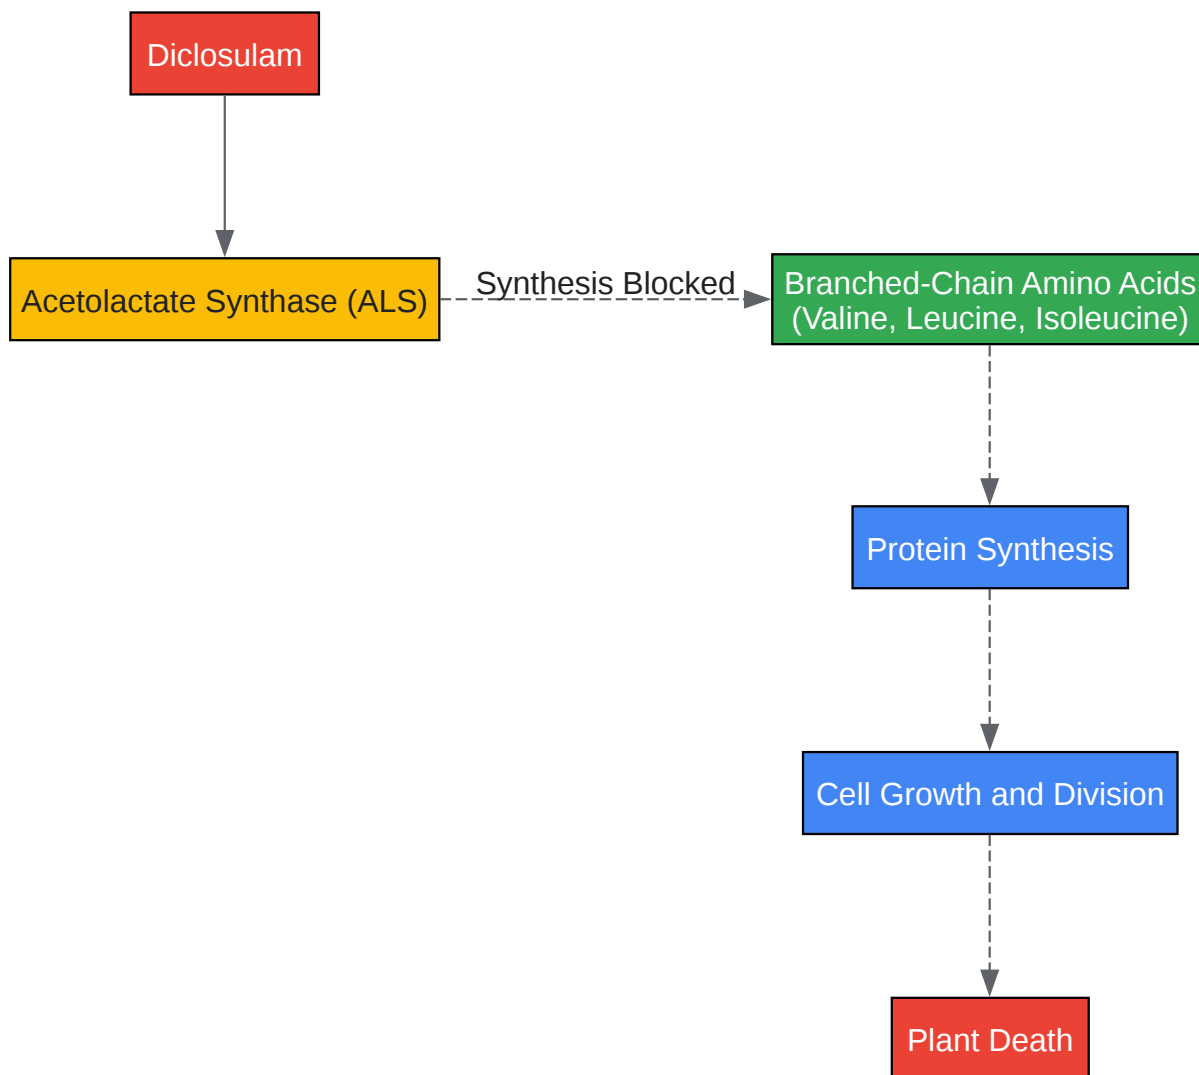 Diclosulam
Acetolactate Synthase (ALS)
Synthesis Blocked
Branched-Chain Amino Acids
(Valine, Leucine, Isoleucine)
Protein Synthesis
Cell Growth and Division
Plant Death